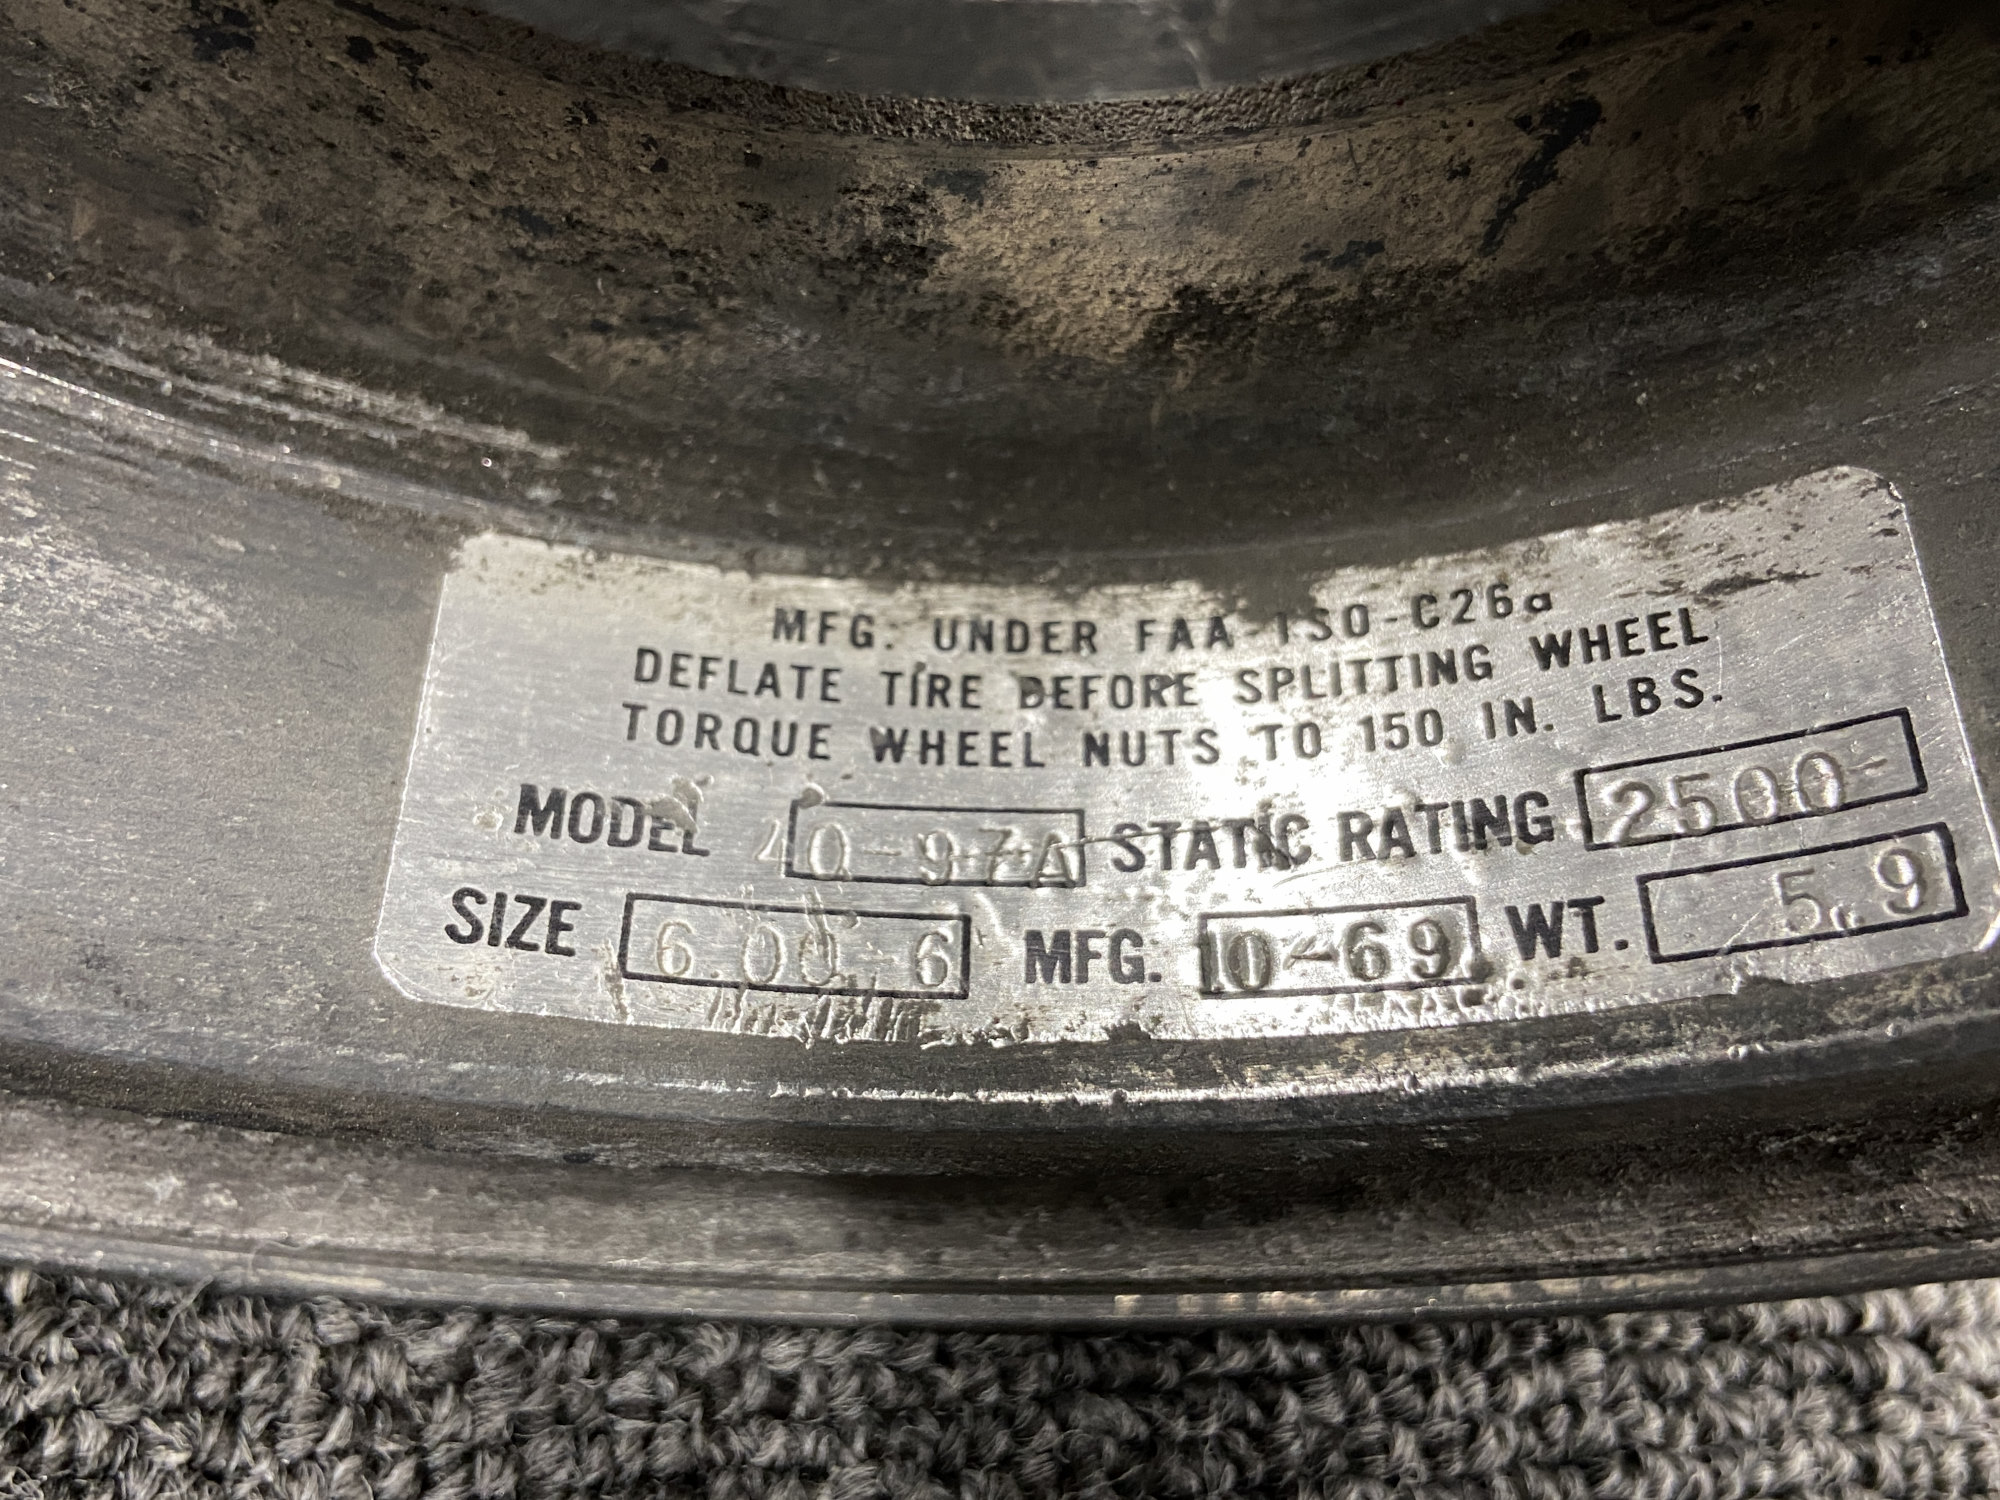 MFG. UNDER FAA TSO-C26a
DEFLATE TIRE BEFORE SPLITTING WHEEL
TORQUE WHEEL NUTS TO 150 IN. LBS.
MODEL 40-97A STATIC RATING 2500-
SIZE 6.00-6 MFG. 10-69 WT. 5.9